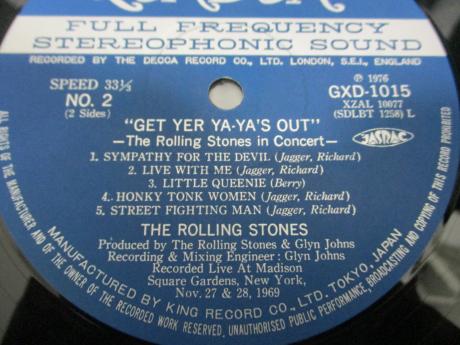 FULL FREQUENCY
STEREOPHONIC SOUND
RECORDED BY THE DECCA RECORD CO., LTD. LONDON, S.E.I., ENGLAND
SPEED 33⅓
NO. 2
(2 Sides)
℗ 1976
GXD-1015
XZAL 10077
(SDLBT 1258) L
"GET YER YA-YA'S OUT"
—The Rolling Stones in Concert—
JASRAC
1. SYMPATHY FOR THE DEVIL (Jagger, Richard)
2. LIVE WITH ME (Jagger, Richard)
3. LITTLE QUEENIE (Berry)
4. HONKY TONK WOMEN (Jagger, Richard)
5. STREET FIGHTING MAN (Jagger, Richard)
THE ROLLING STONES
Produced by The Rolling Stones & Glyn Johns
Recording & Mixing Engineer : Glyn Johns
Recorded Live At Madison
Square Gardens, New York,
Nov. 27 & 28, 1969
MANUFACTURED BY KING RECORD CO., LTD. TOKYO, JAPAN
ALL RIGHTS OF THE MANUFACTURER AND OF THE OWNER OF THE RECORDED WORK RESERVED. UNAUTHORISED PUBLIC PERFORMANCE, BROADCASTING AND COPYING OF THIS RECORD PROHIBITED